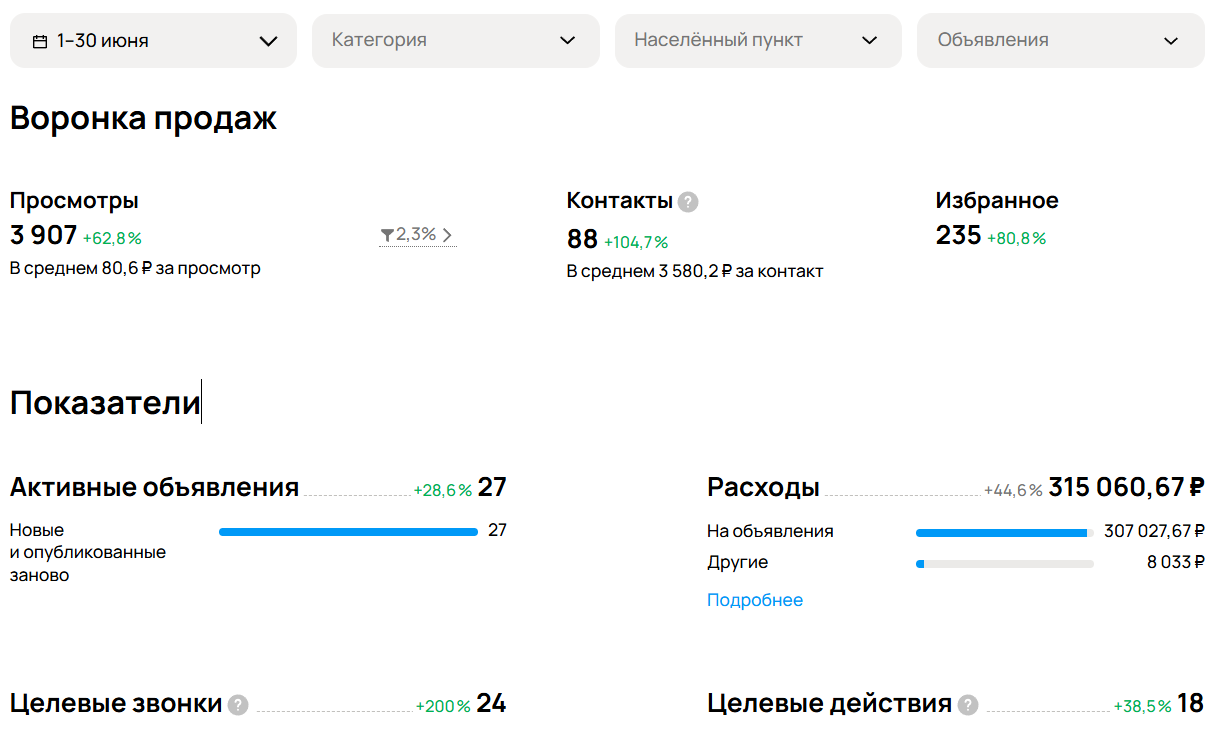 1–30 июня
Категория
Населённый пункт
Объявления
Воронка продаж
Просмотры
3 907 +62,8%
В среднем 80,6 ₽ за просмотр
2,3%
Контакты ?
88 +104,7%
В среднем 3 580,2 ₽ за контакт
Избранное
235 +80,8%
Показатели
Активные объявления +28,6% 27
Новые
и опубликованные
заново
27
Расходы +44,6% 315 060,67 ₽
На объявления 307 027,67 ₽
Другие 8 033 ₽
Подробнее
Целевые звонки ? +200% 24
Целевые действия ? +38,5% 18